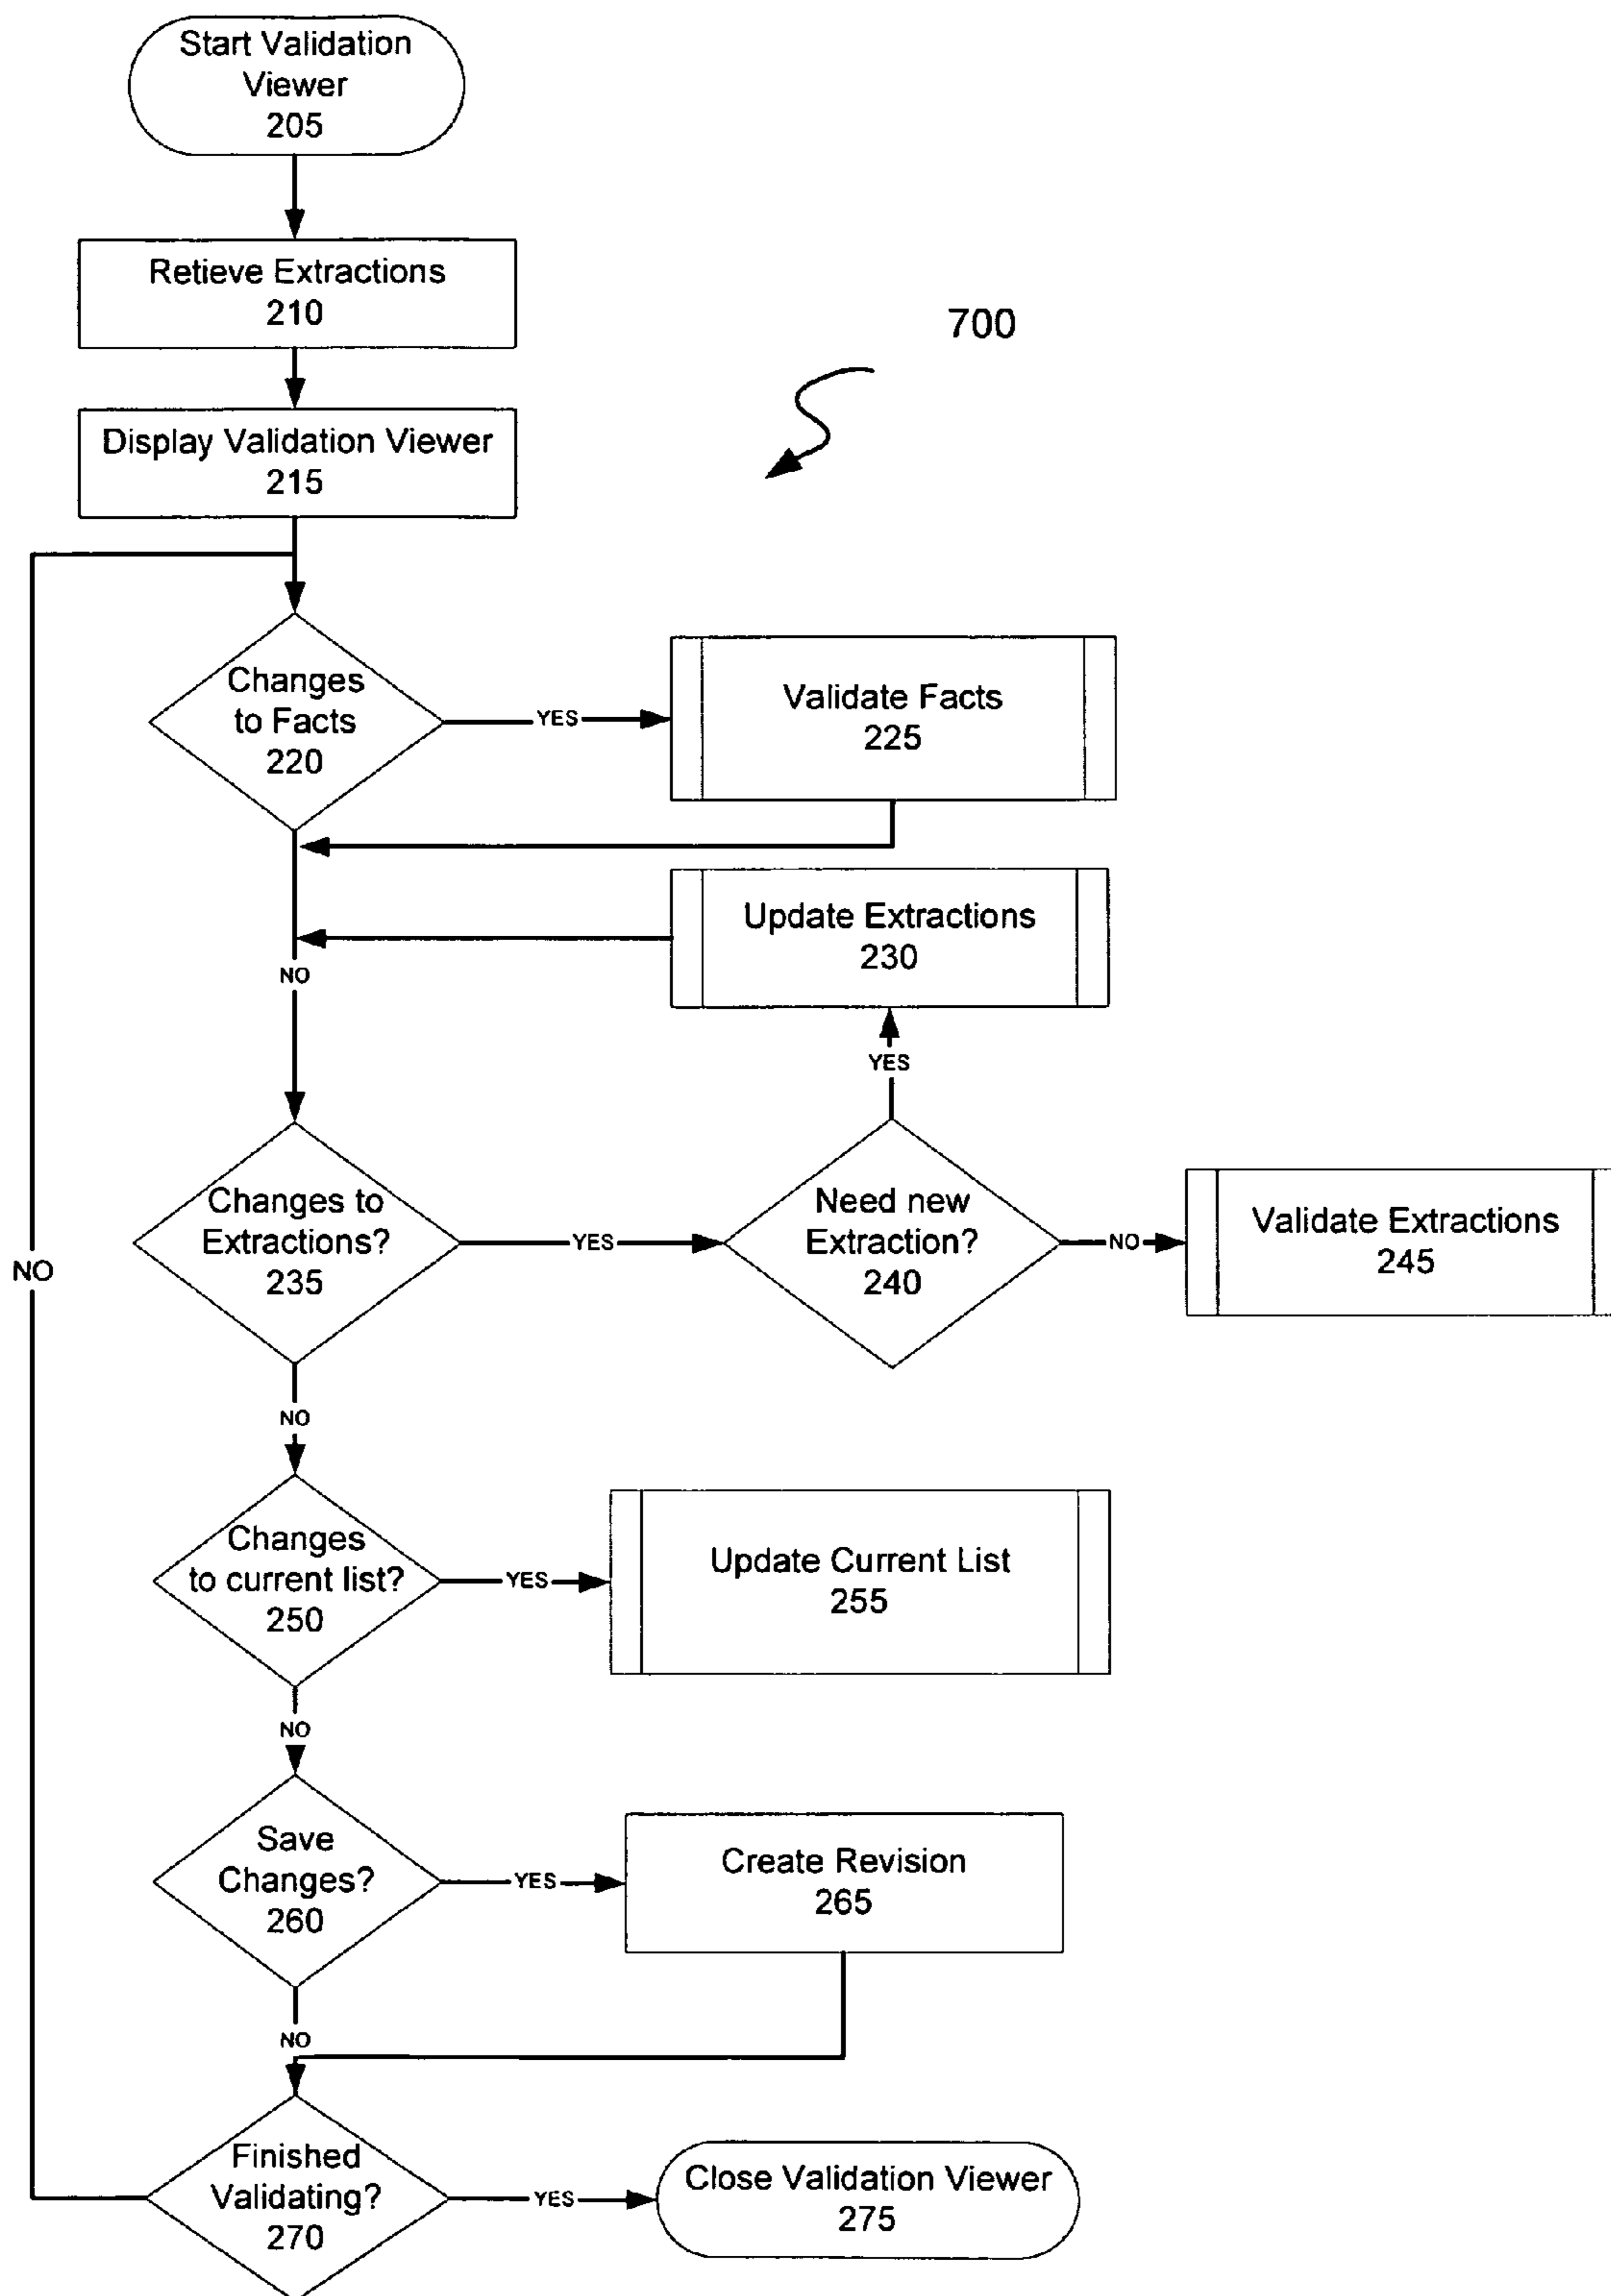 Start Validation
Viewer
205
Retieve Extractions
210
700
Display Validation Viewer
215
Changes
to Facts
220
YES
Validate Facts
225
Update Extractions
230
NO
YES
Changes to
Extractions?
235
YES
Need new
Extraction?
240
NO
Validate Extractions
245
NO
NO
Changes
to current list?
250
YES
Update Current List
255
NO
Save
Changes?
260
YES
Create Revision
265
NO
Finished
Validating?
270
YES
Close Validation Viewer
275